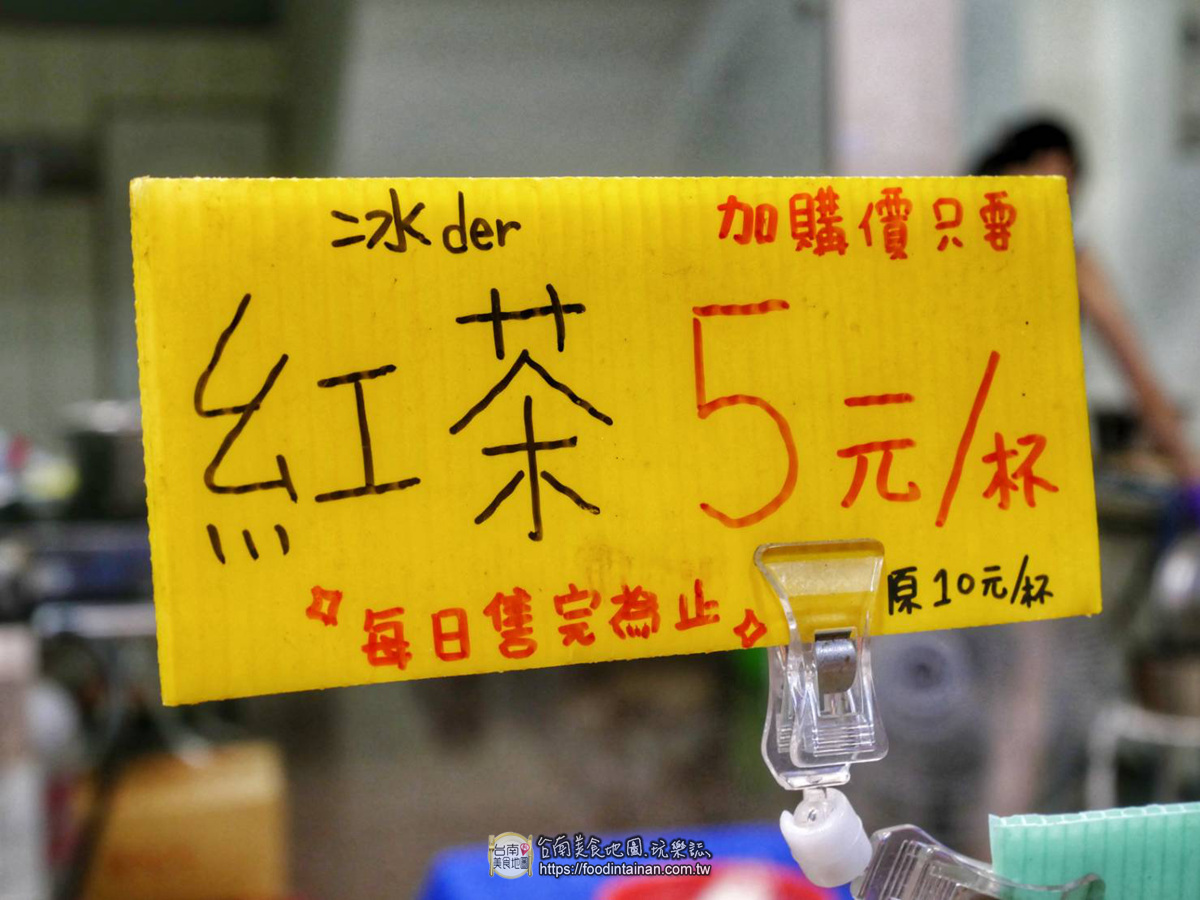 冰der
加購價只要
紅茶 5元/杯
原10元/杯
每日售完為止
台南
美食地圖
台南美食地圖.玩樂誌
https://foodintainan.com.tw